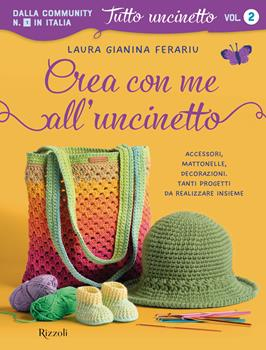 DALLA COMMUNITY
N. 1 IN ITALIA
Tutto uncinetto
VOL. 2
LAURA GIANINA FERARIU
Crea con me
all'uncinetto
ACCESSORI,
MATTONELLE,
DECORAZIONI.
TANTI PROGETTI
DA REALIZZARE INSIEME
Rizzoli